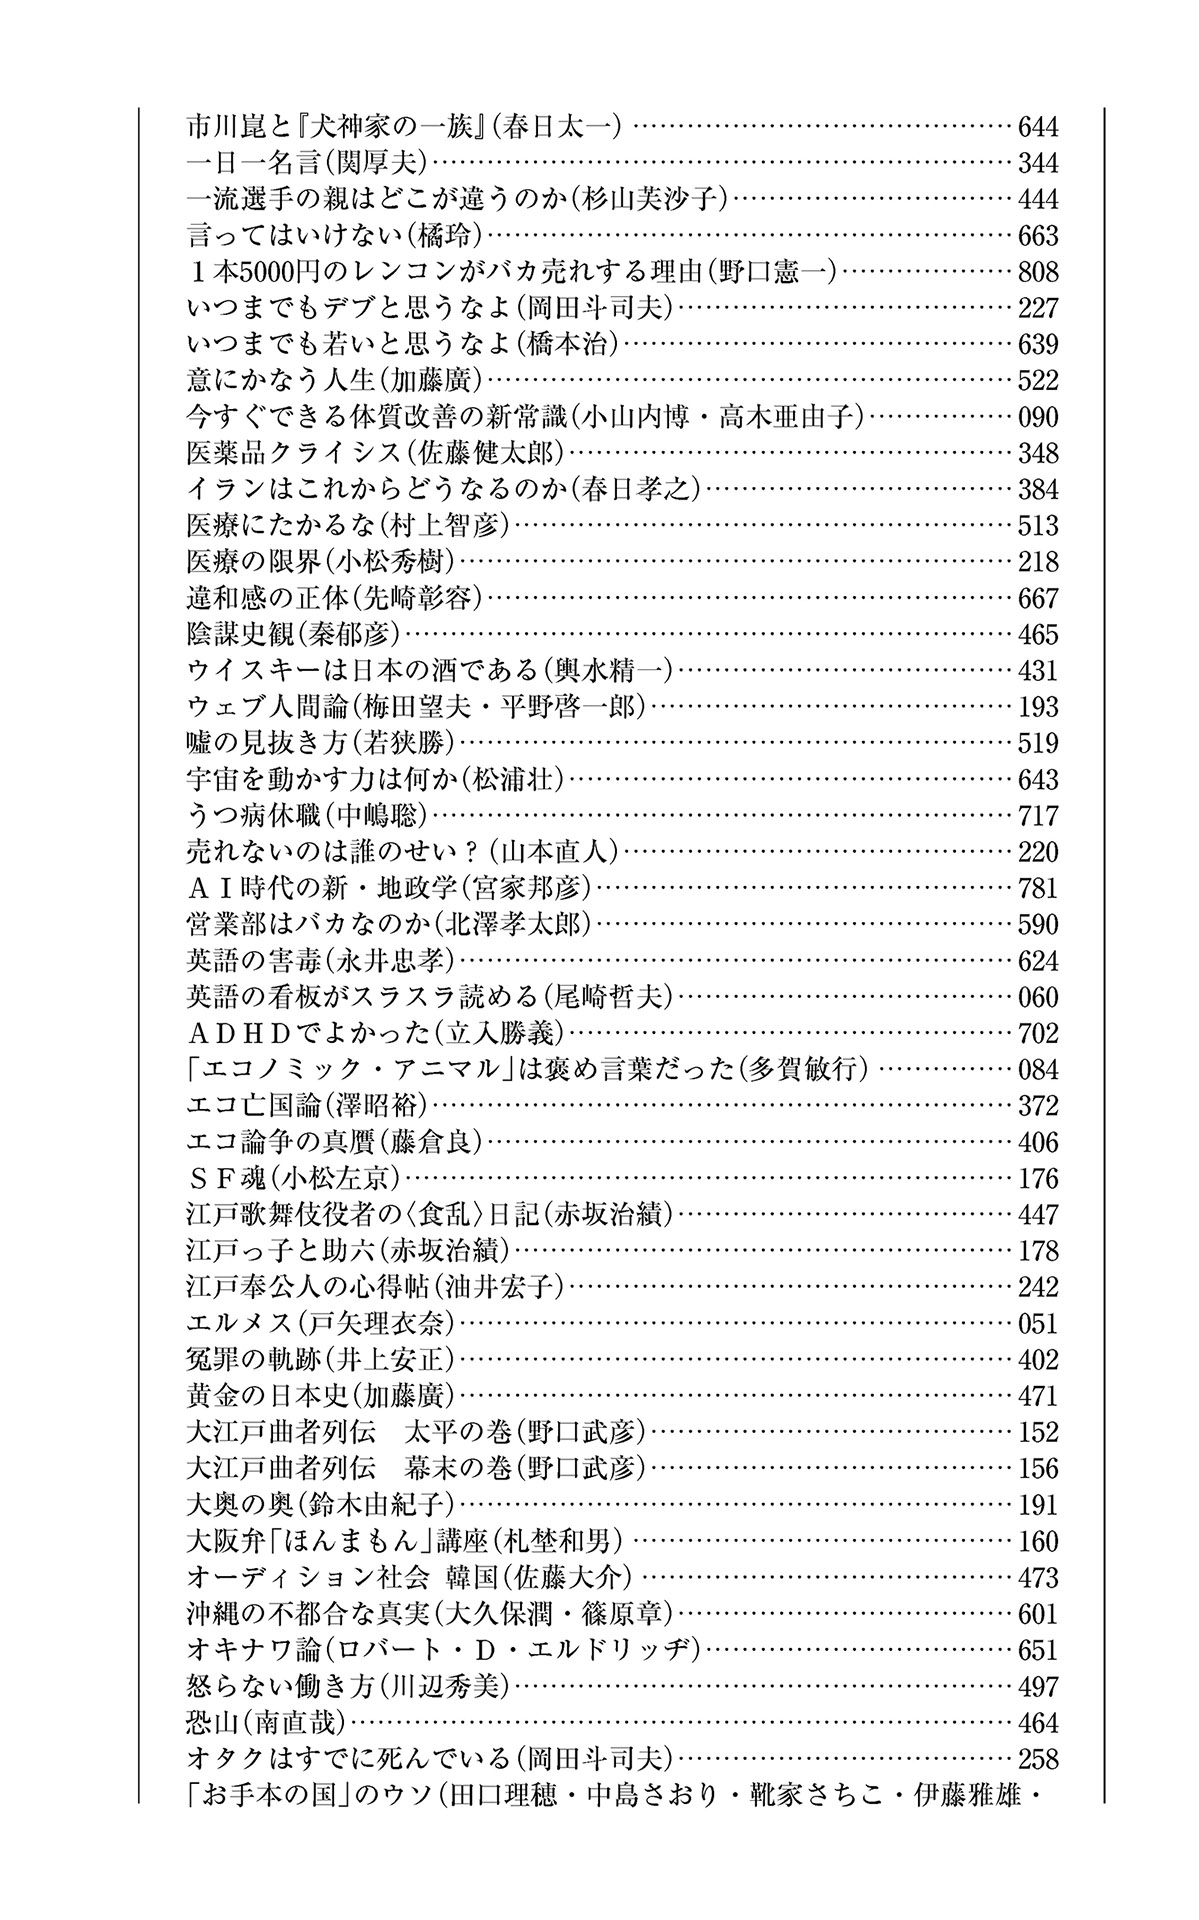 市川崑と『犬神家の一族』(春日太一)……………………………………644
一日一名言(関厚夫)………………………………………………………344
一流選手の親はどこが違うのか(杉山芙沙子)…………………………444
言ってはいけない(橘玲)…………………………………………………663
１本5000円のレンコンがバカ売れする理由(野口憲一)………………808
いつまでもデブと思うなよ(岡田斗司夫)………………………………227
いつまでも若いと思うなよ(橋本治)……………………………………639
意にかなう人生(加藤廣)…………………………………………………522
今すぐできる体質改善の新常識(小山内博・高木亜由子)……………090
医薬品クライシス(佐藤健太郎)…………………………………………348
イランはこれからどうなるのか(春日孝之)……………………………384
医療にたかるな(村上智彦)………………………………………………513
医療の限界(小松秀樹)……………………………………………………218
違和感の正体(先崎彰容)…………………………………………………667
陰謀史観(秦郁彦)…………………………………………………………465
ウイスキーは日本の酒である(輿水精一)………………………………431
ウェブ人間論(梅田望夫・平野啓一郎)…………………………………193
嘘の見抜き方(若狭勝)……………………………………………………519
宇宙を動かす力は何か(松浦壮)…………………………………………643
うつ病休職(中嶋聡)………………………………………………………717
売れないのは誰のせい？(山本直人)……………………………………220
ＡＩ時代の新・地政学(宮家邦彦)………………………………………781
営業部はバカなのか(北澤孝太郎)………………………………………590
英語の害毒(永井忠孝)……………………………………………………624
英語の看板がスラスラ読める(尾崎哲夫)………………………………060
ＡＤＨＤでよかった(立入勝義)…………………………………………702
「エコノミック・アニマル」は褒め言葉だった(多賀敏行)……………084
エコ亡国論(澤昭裕)………………………………………………………372
エコ論争の真贋(藤倉良)…………………………………………………406
ＳＦ魂(小松左京)…………………………………………………………176
江戸歌舞伎役者の〈食乱〉日記(赤坂治績)………………………………447
江戸っ子と助六(赤坂治績)………………………………………………178
江戸奉公人の心得帖(油井宏子)…………………………………………242
エルメス(戸矢理衣奈)……………………………………………………051
冤罪の軌跡(井上安正)……………………………………………………402
黄金の日本史(加藤廣)……………………………………………………471
大江戸曲者列伝　太平の巻(野口武彦)…………………………………152
大江戸曲者列伝　幕末の巻(野口武彦)…………………………………156
大奥の奥(鈴木由紀子)……………………………………………………191
大阪弁「ほんまもん」講座(札埜和男)……………………………………160
オーディション社会 韓国(佐藤大介)……………………………………473
沖縄の不都合な真実(大久保潤・篠原章)………………………………601
オキナワ論(ロバート・Ｄ・エルドリッヂ)……………………………651
怒らない働き方(川辺秀美)………………………………………………497
恐山(南直哉)………………………………………………………………464
オタクはすでに死んでいる(岡田斗司夫)………………………………258
「お手本の国」のウソ(田口理穂・中島さおり・靴家さちこ・伊藤雅雄・